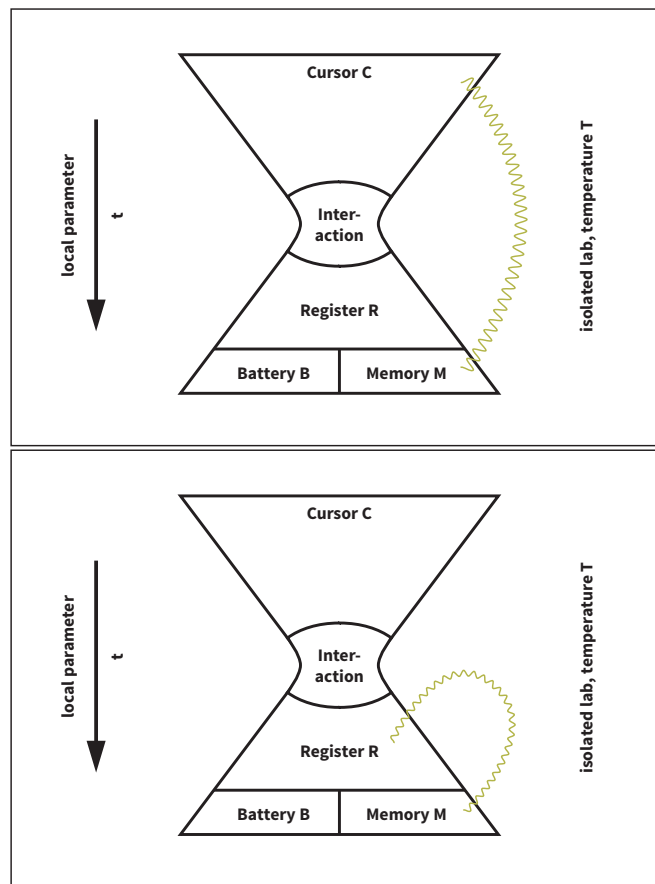 Cursor C
local parameter
t
Inter-
action
isolated lab, temperature T
Register R
Battery B
Memory M
Cursor C
local parameter
t
Inter-
action
isolated lab, temperature T
Register R
Battery B
Memory M